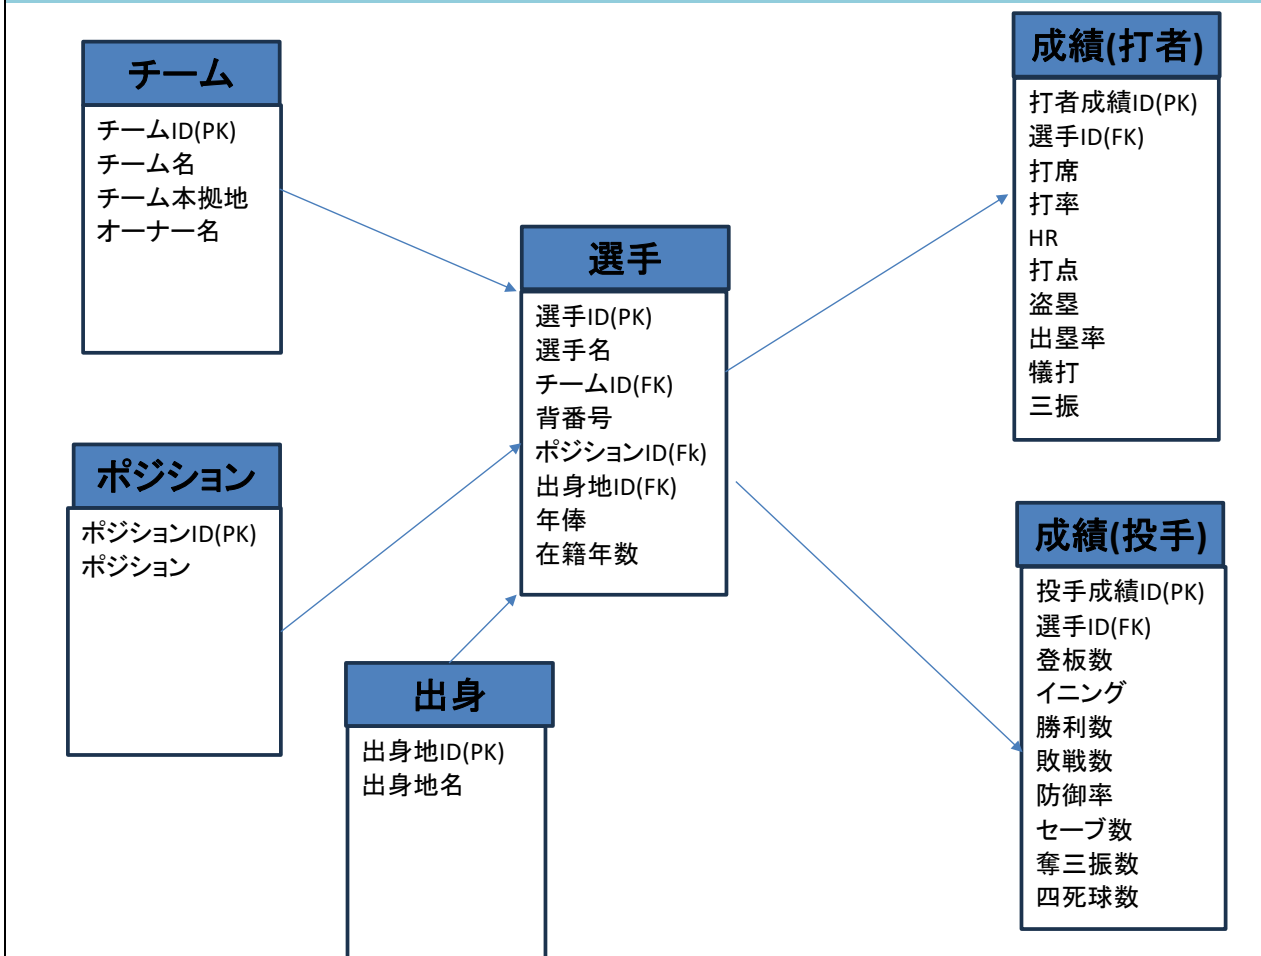 チーム
チームID(PK)
チーム名
チーム本拠地
オーナー名
ポジション
ポジションID(PK)
ポジション
出身
出身地ID(PK)
出身地名
選手
選手ID(PK)
選手名
チームID(FK)
背番号
ポジションID(Fk)
出身地ID(FK)
年俸
在籍年数
成績(打者)
打者成績ID(PK)
選手ID(FK)
打席
打率
HR
打点
盗塁
出塁率
犠打
三振
成績(投手)
投手成績ID(PK)
選手ID(FK)
登板数
イニング
勝利数
敗戦数
防御率
セーブ数
奪三振数
四死球数